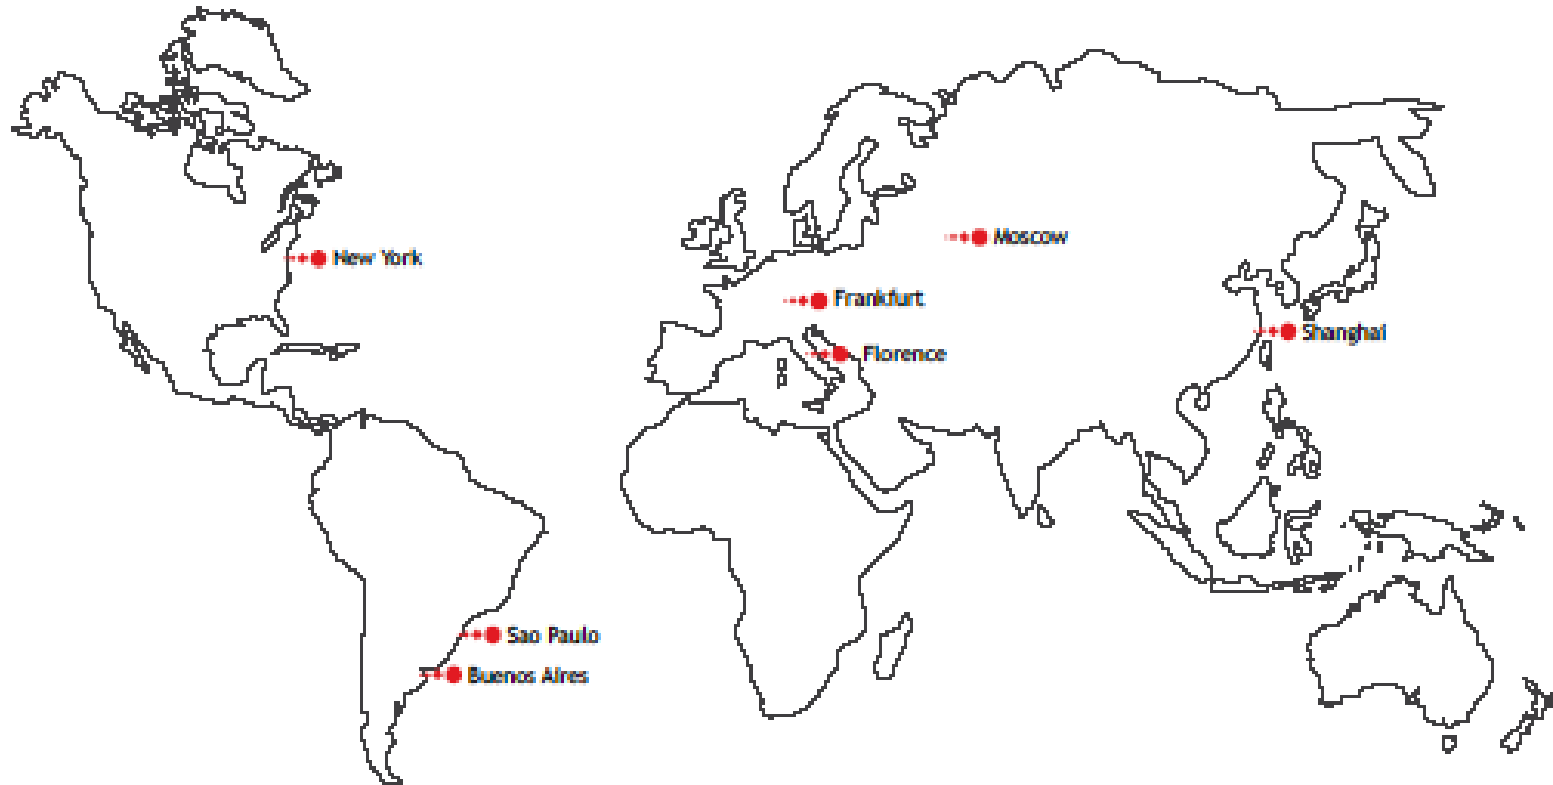 Moscow
New York
Frankfurt
Shanghai
Florence
Sao Paulo
Buenos Aires